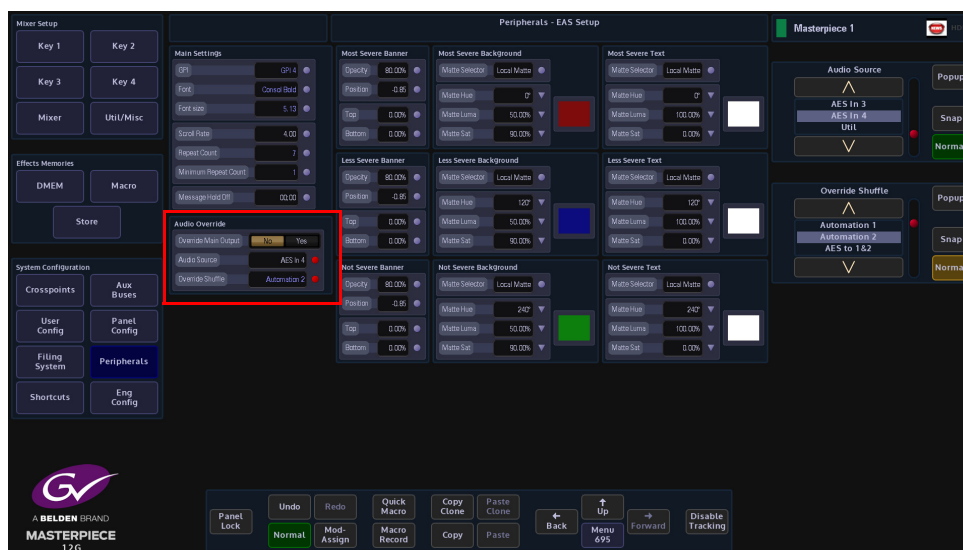 Mixer Setup
Key 1
Key 2
Key 3
Key 4
Mixer
Util/Misc
Effects Memories
DMEM
Macro
Store
System Configuration
Crosspoints
Aux
Buses
User
Config
Panel
Config
Filing
System
Peripherals
Shortcuts
Eng
Config
A BELDEN BRAND
MASTERPIECE
12G
Peripherals - EAS Setup
Main Settings
GPI GPI 4
Font Consol Bold
Font size 5.13
Scroll Rate 4.00
Repeat Count 7
Minimum Repeat Count 1
Message Hold Off 00:00
Audio Override
Override Main Output No Yes
Audio Source AES In 4
Override Shuffle Automation 2
Most Severe Banner
Opacity 80.00%
Position -0.85
Top 0.00%
Bottom 0.00%
Most Severe Background
Matte Selector Local Matte
Matte Hue 0°
Matte Luma 50.00%
Matte Sat 90.00%
Most Severe Text
Matte Selector Local Matte
Matte Hue 0°
Matte Luma 100.00%
Matte Sat 0.00%
Less Severe Banner
Opacity 80.00%
Position -0.85
Top 0.00%
Bottom 0.00%
Less Severe Background
Matte Selector Local Matte
Matte Hue 120°
Matte Luma 50.00%
Matte Sat 90.00%
Less Severe Text
Matte Selector Local Matte
Matte Hue 120°
Matte Luma 100.00%
Matte Sat 0.00%
Not Severe Banner
Opacity 80.00%
Position -0.85
Top 0.00%
Bottom 0.00%
Not Severe Background
Matte Selector Local Matte
Matte Hue 240°
Matte Luma 50.00%
Matte Sat 90.00%
Not Severe Text
Matte Selector Local Matte
Matte Hue 240°
Matte Luma 100.00%
Matte Sat 0.00%
Masterpiece 1
Audio Source
AES In 3
AES In 4
Util
Popup
Snap
Norma
Override Shuffle
Automation 1
Automation 2
AES to 1&2
Popup
Snap
Norma
Panel
Lock
Undo
Redo
Normal
Mod-
Assign
Quick
Macro
Macro
Record
Copy
Clone
Paste
Clone
Copy
Paste
Back
Up
Menu
695
Forward
Disable
Tracking